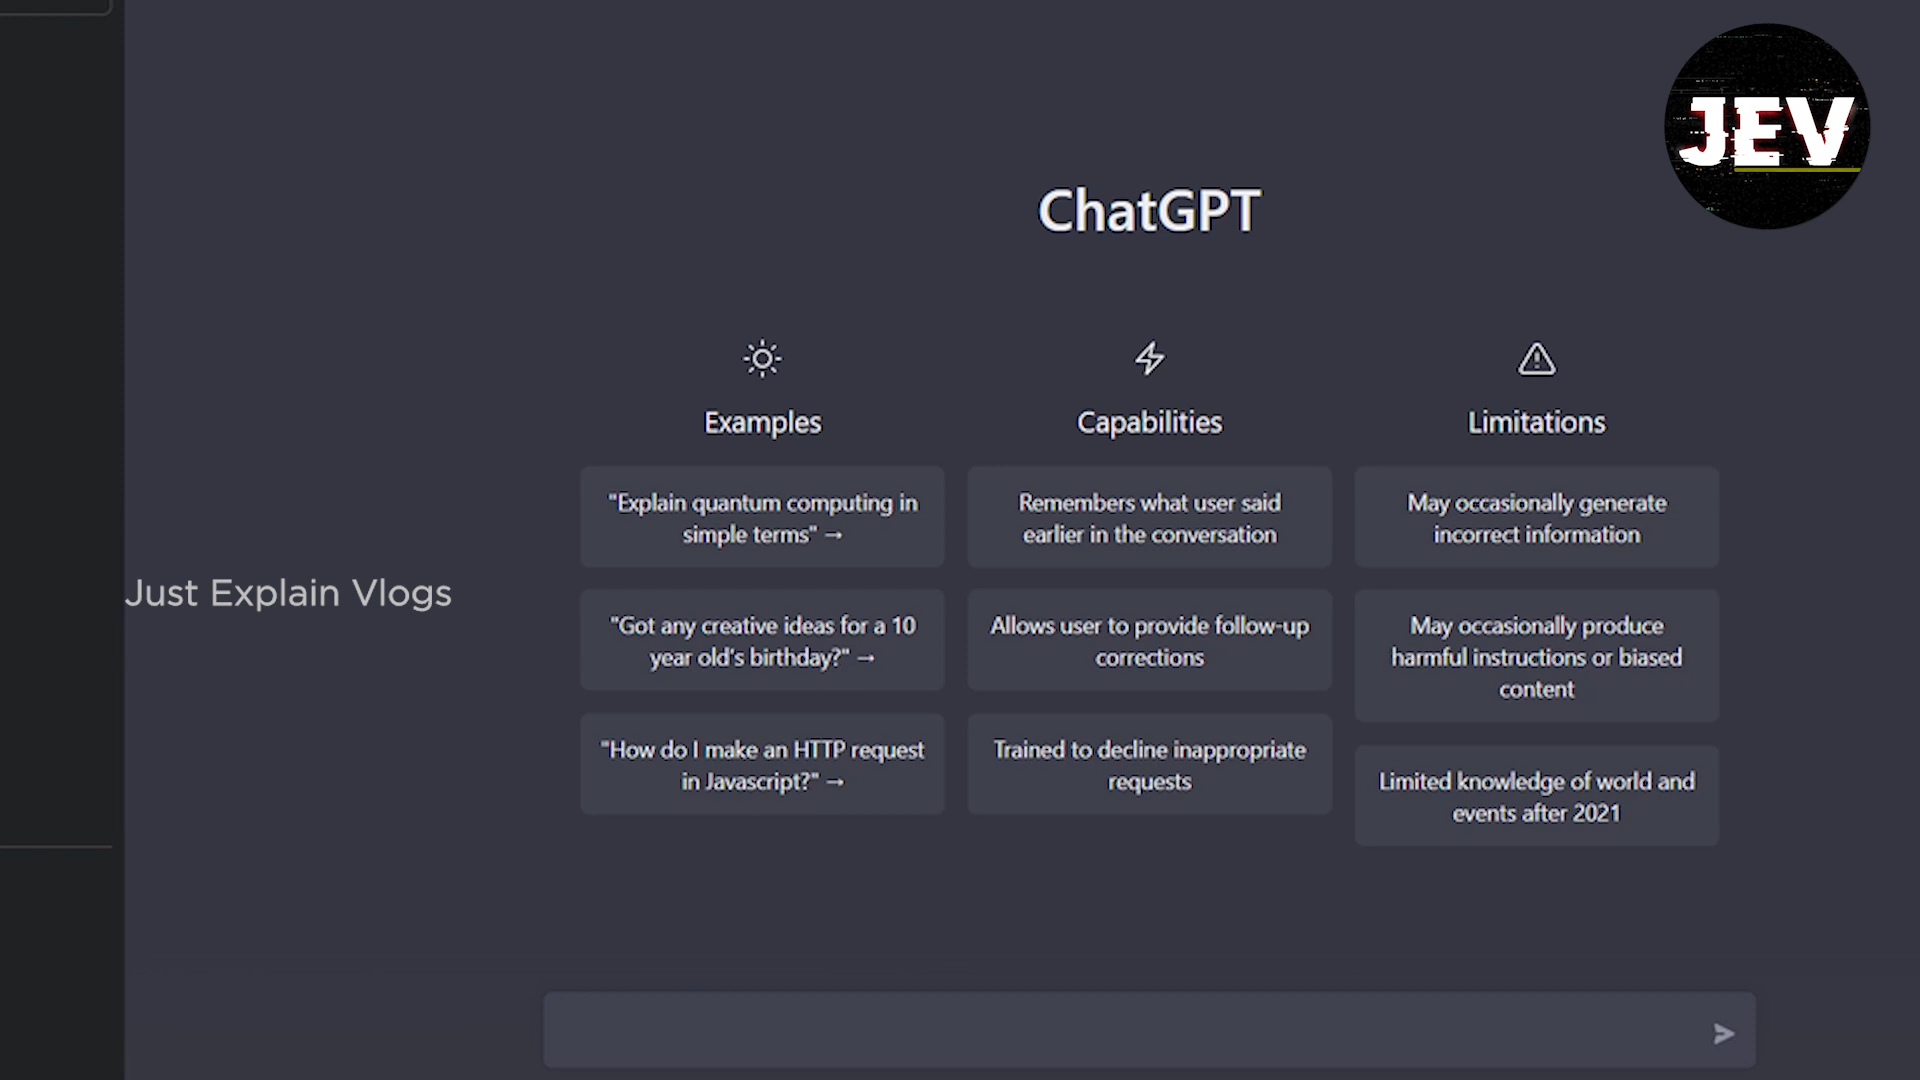 JEV
ChatGPT
Examples
"Explain quantum computing in
simple terms" →
"Got any creative ideas for a 10
year old's birthday?" →
"How do I make an HTTP request
in Javascript?" →
Capabilities
Remembers what user said
earlier in the conversation
Allows user to provide follow-up
corrections
Trained to decline inappropriate
requests
Limitations
May occasionally generate
incorrect information
May occasionally produce
harmful instructions or biased
content
Limited knowledge of world and
events after 2021
Just Explain Vlogs